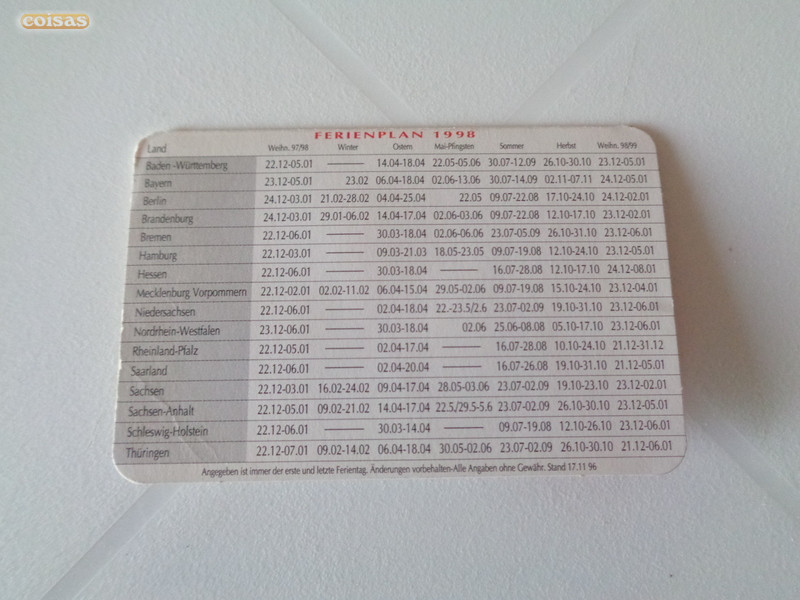 coisas
FERIENPLAN 1998
Land Weihn. 97/98 Winter Ostern Mai-Pfingsten Sommer Herbst Weihn. 98/99
Baden-Württemberg 22.12-05.01 ——— 14.04-18.04 22.05-05.06 30.07-12.09 26.10-30.10 23.12-05.01
Bayern 23.12-05.01 23.02 06.04-18.04 02.06-13.06 30.07-14.09 02.11-07.11 24.12-05.01
Berlin 24.12-03.01 21.02-28.02 04.04-25.04 22.05 09.07-22.08 17.10-24.10 24.12-02.01
Brandenburg 24.12-03.01 29.01-06.02 14.04-17.04 02.06-03.06 09.07-22.08 12.10-17.10 23.12-02.01
Bremen 22.12-06.01 ——— 30.03-18.04 02.06-06.06 23.07-05.09 26.10-31.10 23.12-06.01
Hamburg 22.12-03.01 ——— 09.03-21.03 18.05-23.05 09.07-19.08 12.10-24.10 23.12-05.01
Hessen 22.12-06.01 ——— 30.03-18.04 ——— 16.07-28.08 12.10-17.10 24.12-08.01
Mecklenburg Vorpommern 22.12-02.01 02.02-11.02 06.04-15.04 29.05-02.06 09.07-19.08 15.10-24.10 23.12-04.01
Niedersachsen 22.12-06.01 ——— 02.04-18.04 22.-23.5/2.6 23.07-02.09 19.10-31.10 23.12-06.01
Nordrhein-Westfalen 23.12-06.01 ——— 30.03-18.04 02.06 25.06-08.08 05.10-17.10 23.12-06.01
Rheinland-Pfalz 22.12-05.01 ——— 02.04-17.04 ——— 16.07-28.08 10.10-24.10 21.12-31.12
Saarland 22.12-06.01 ——— 02.04-20.04 ——— 16.07-26.08 19.10-31.10 21.12-05.01
Sachsen 22.12-03.01 16.02-24.02 09.04-17.04 28.05-03.06 23.07-02.09 19.10-23.10 23.12-02.01
Sachsen-Anhalt 22.12-05.01 09.02-21.02 14.04-17.04 22.5/29.5-5.6 23.07-02.09 26.10-30.10 23.12-05.01
Schleswig-Holstein 22.12-06.01 ——— 30.03-14.04 ——— 09.07-19.08 12.10-26.10 23.12-06.01
Thüringen 22.12-07.01 09.02-14.02 06.04-18.04 30.05-02.06 23.07-02.09 26.10-30.10 21.12-06.01
Angegeben ist immer der erste und letzte Ferientag. Änderungen vorbehalten-Alle Angaben ohne Gewähr. Stand 17.11 96